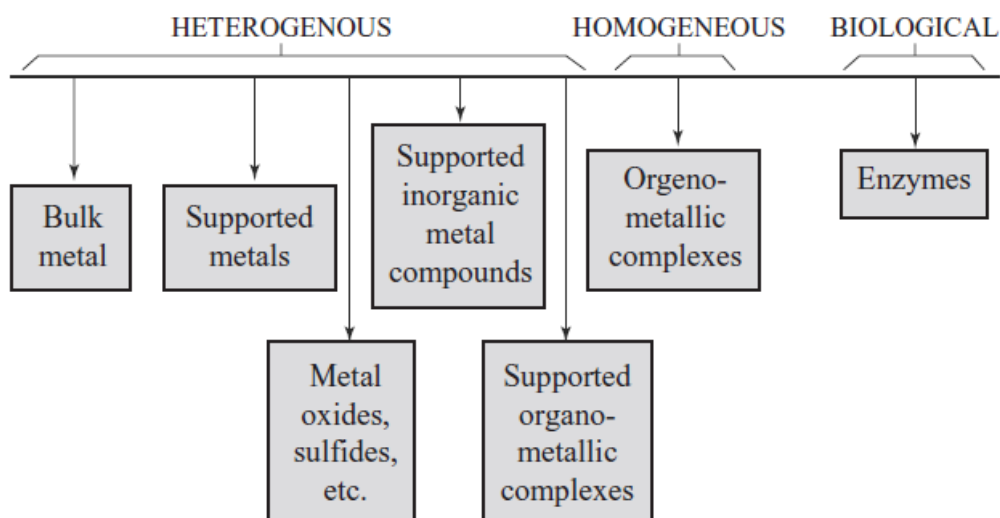 HETEROGENOUS HOMOGENEOUS BIOLOGICAL
Bulk
metal
Supported
metals
Supported
inorganic
metal
compounds
Orgeno-
metallic
complexes
Enzymes
Metal
oxides,
sulfides,
etc.
Supported
organo-
metallic
complexes